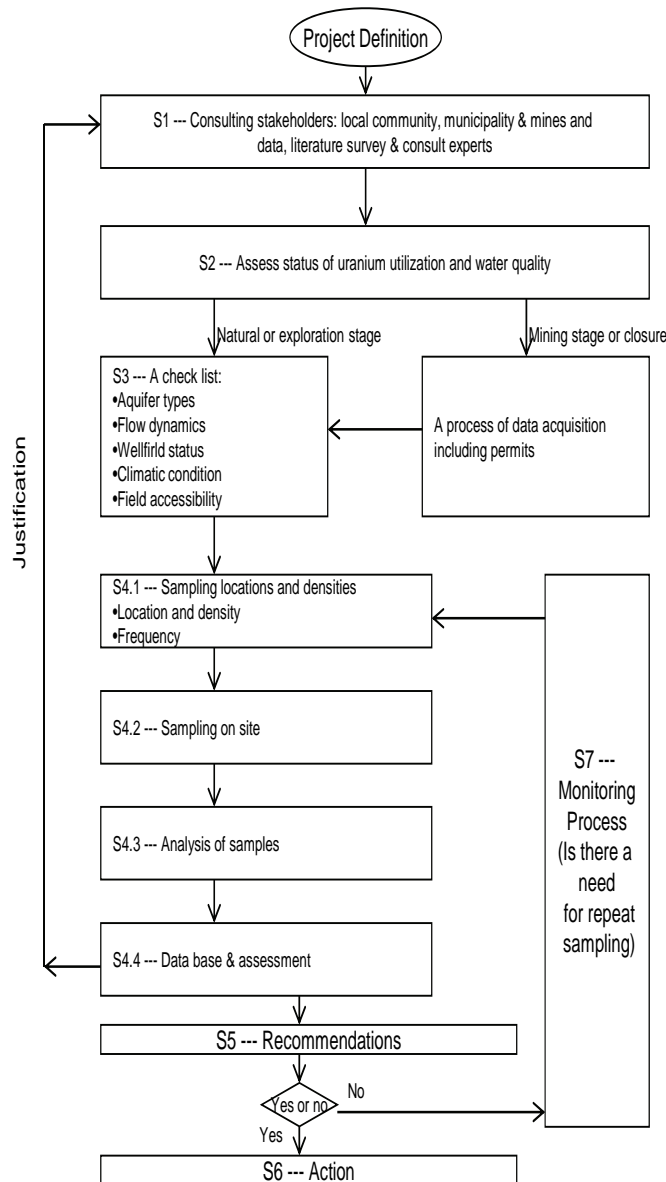 Project Definition
S1 --- Consulting stakeholders: local community, municipality & mines and
data, literature survey & consult experts
S2 --- Assess status of uranium utilization and water quality
Natural or exploration stage
Mining stage or closure
S3 --- A check list:
•Aquifer types
•Flow dynamics
•Wellfirld status
•Climatic condition
•Field accessibility
A process of data acquisition
including permits
Justification
S4.1 --- Sampling locations and densities
•Location and density
•Frequency
S4.2 --- Sampling on site
S4.3 --- Analysis of samples
S4.4 --- Data base & assessment
S7 ---
Monitoring
Process
(Is there a
need
for repeat
sampling)
S5 --- Recommendations
Yes or no
No
Yes
S6 --- Action